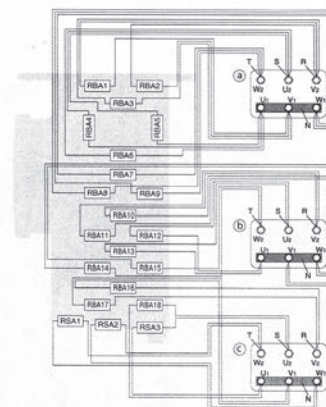 RBA1 RBA2
RBA3
RBA4 RBA5
RBA6
RBA7
RBA8 RBA9
RBA10
RBA11 RBA12
RBA13
RBA14 RBA15
RBA16
RBA17 RBA18
RSA1 RSA2 RSA3
a
T S R
W2 U2 V2
U1 V1 W1
N
b
T S R
W2 U2 V2
U1 V1 W1
N
c
T S R
W2 U2 V2
U1 V1 W1
N